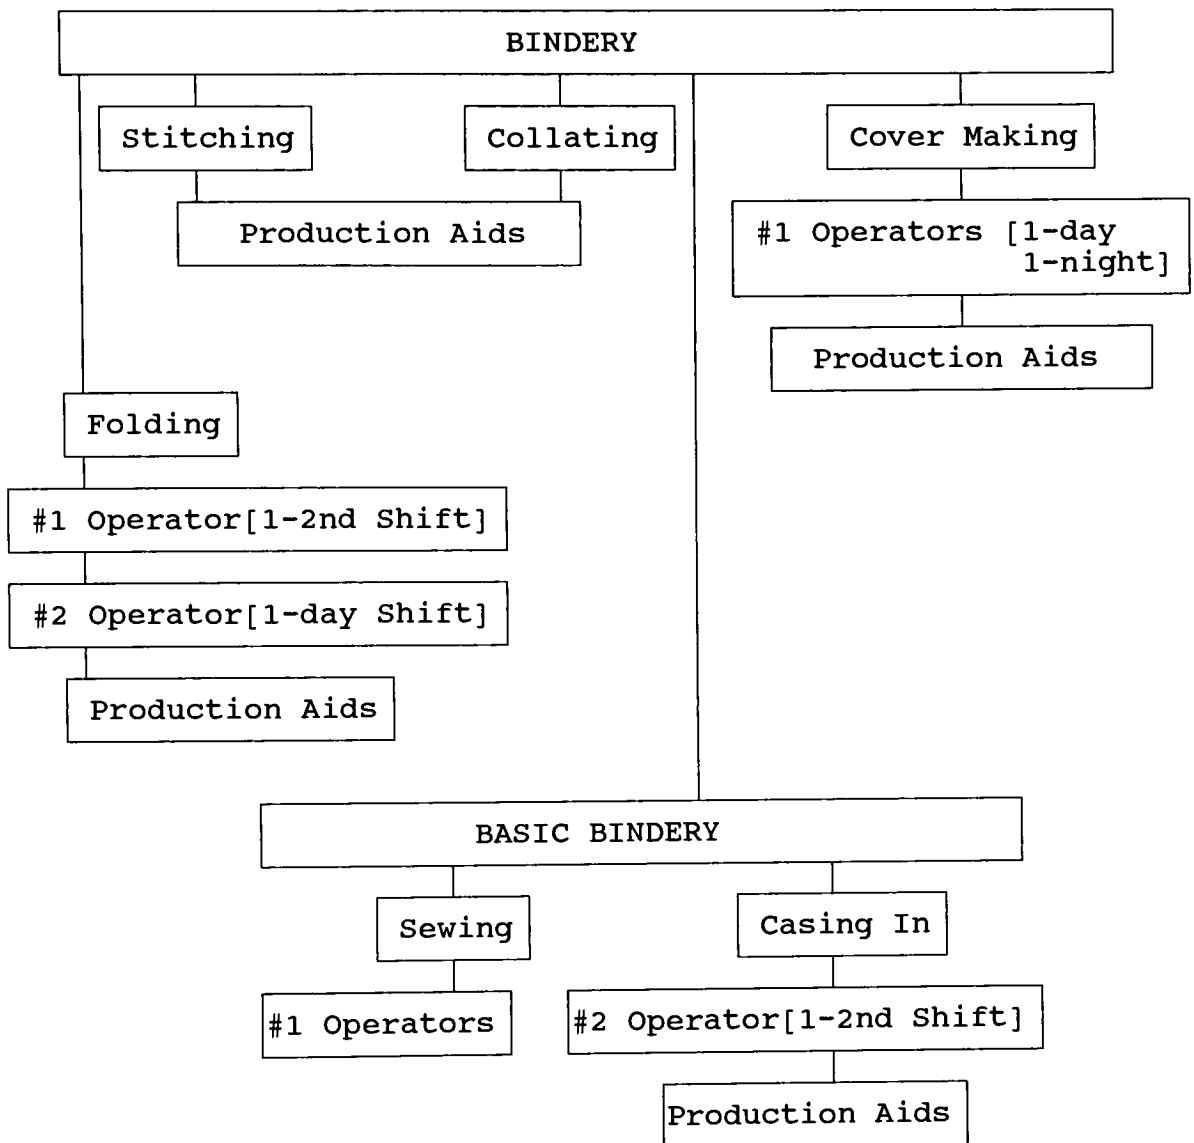 BINDERY
Stitching
Collating
Cover Making
Production Aids
#1 Operators [1-day
1-night]
Production Aids
Folding
#1 Operator[1-2nd Shift]
#2 Operator[1-day Shift]
Production Aids
BASIC BINDERY
Sewing
Casing In
#1 Operators
#2 Operator[1-2nd Shift]
Production Aids